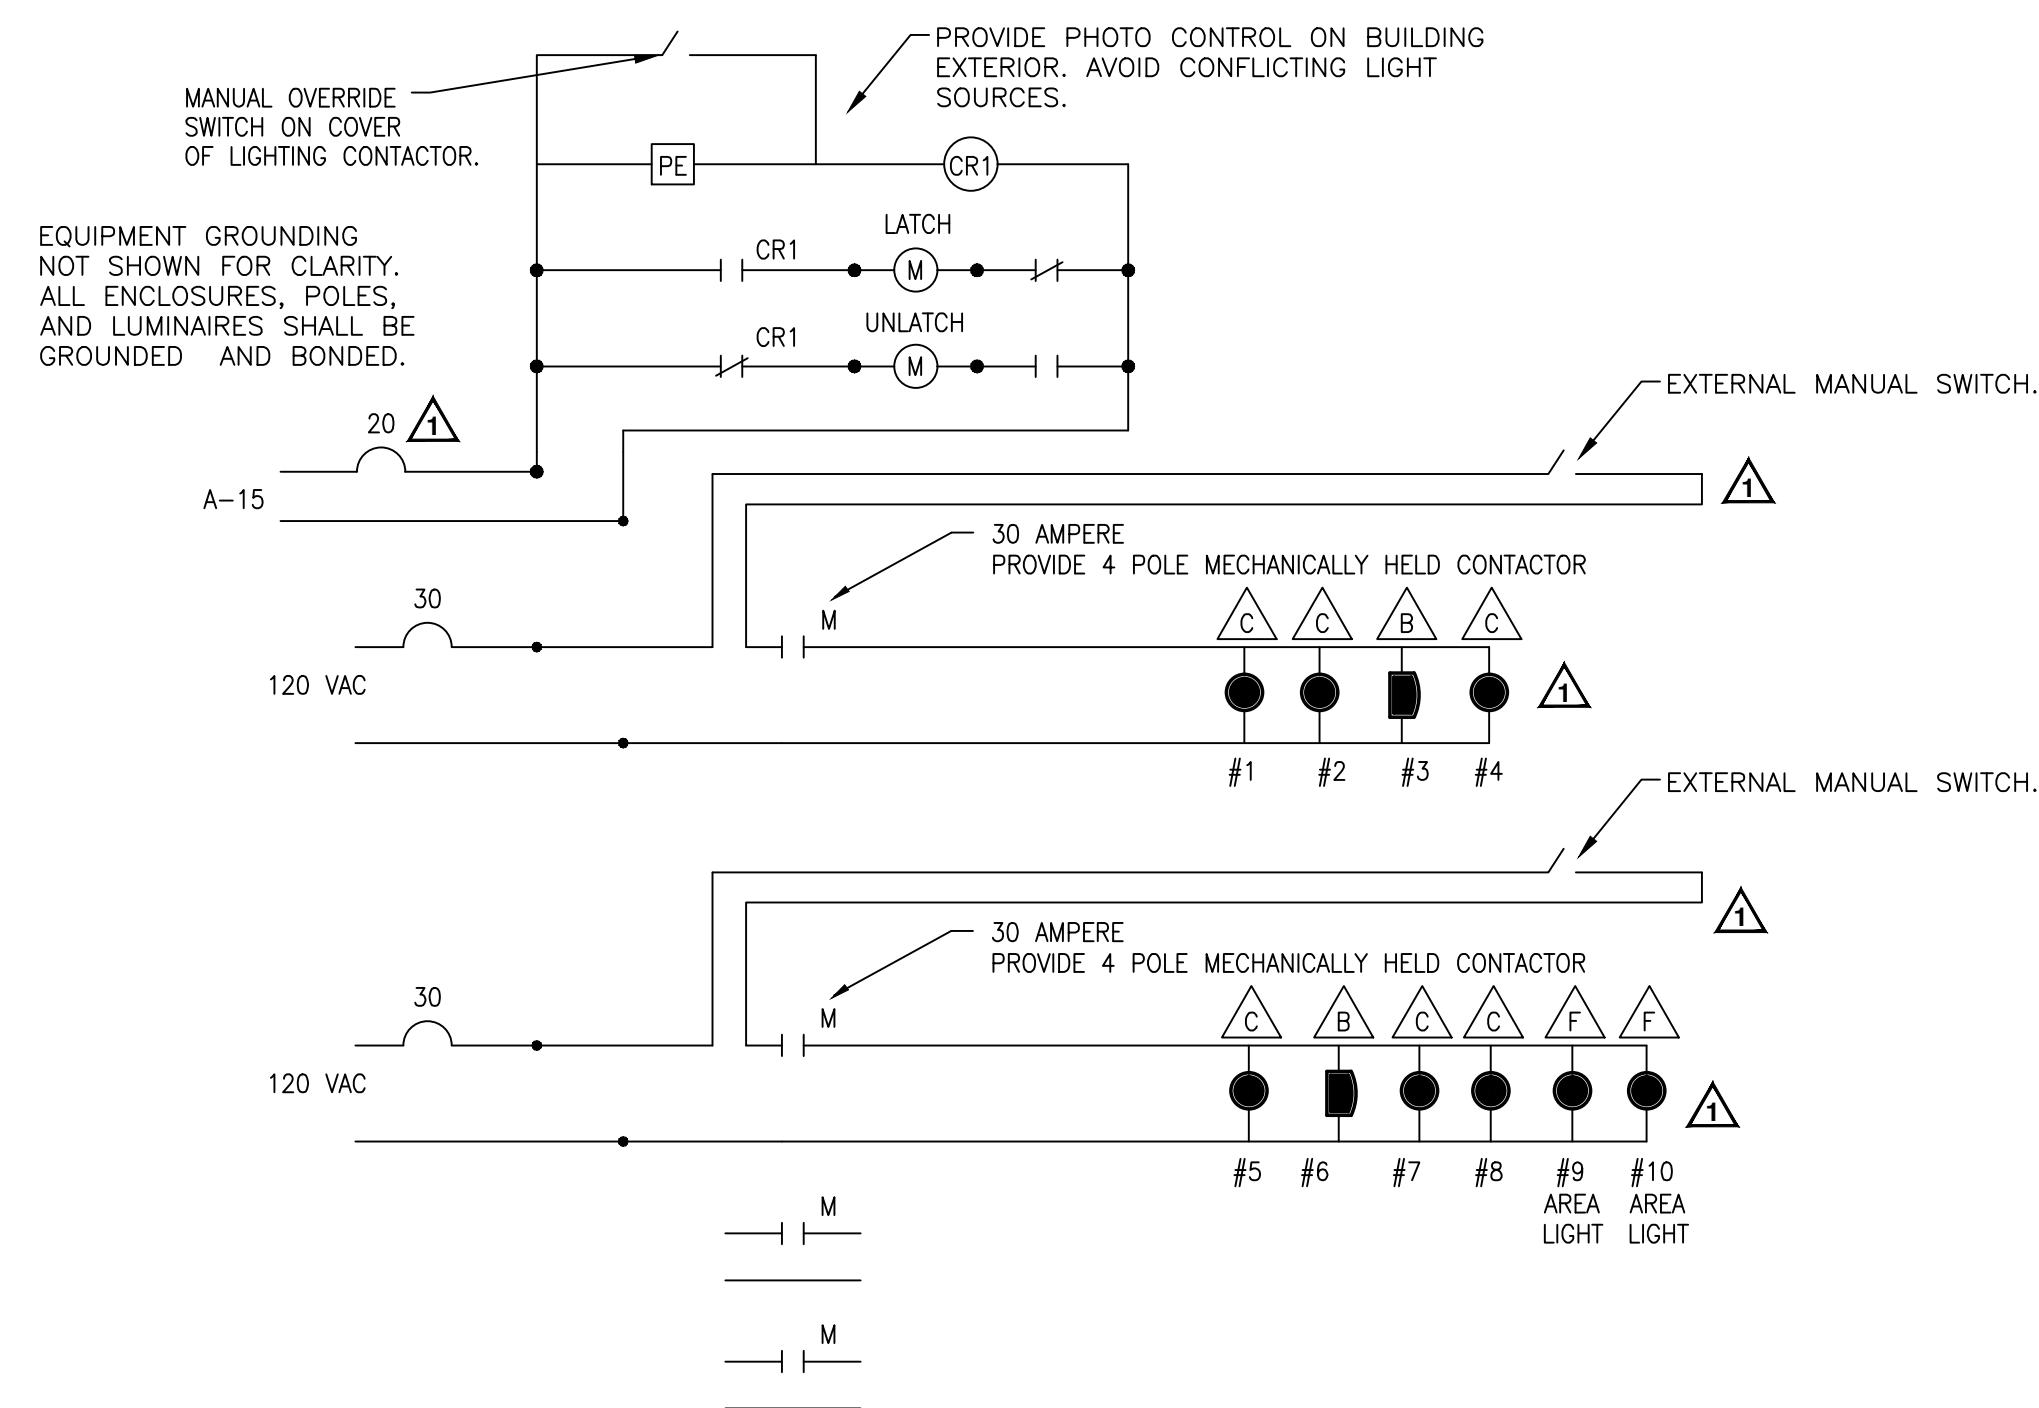 PROVIDE PHOTO CONTROL ON BUILDING
EXTERIOR. AVOID CONFLICTING LIGHT
SOURCES.
MANUAL OVERRIDE
SWITCH ON COVER
OF LIGHTING CONTACTOR.
PE
CR1
EQUIPMENT GROUNDING
NOT SHOWN FOR CLARITY.
ALL ENCLOSURES, POLES,
AND LUMINAIRES SHALL BE
GROUNDED AND BONDED.
LATCH
CR1
M
UNLATCH
CR1
M
20 1
A-15
EXTERNAL MANUAL SWITCH.
1
30 AMPERE
PROVIDE 4 POLE MECHANICALLY HELD CONTACTOR
30
M
C C B C
120 VAC
1
#1 #2 #3 #4
EXTERNAL MANUAL SWITCH.
1
30 AMPERE
PROVIDE 4 POLE MECHANICALLY HELD CONTACTOR
30
M
C B C C F F
120 VAC
1
#5 #6 #7 #8 #9 #10
AREA AREA
LIGHT LIGHT
M
M